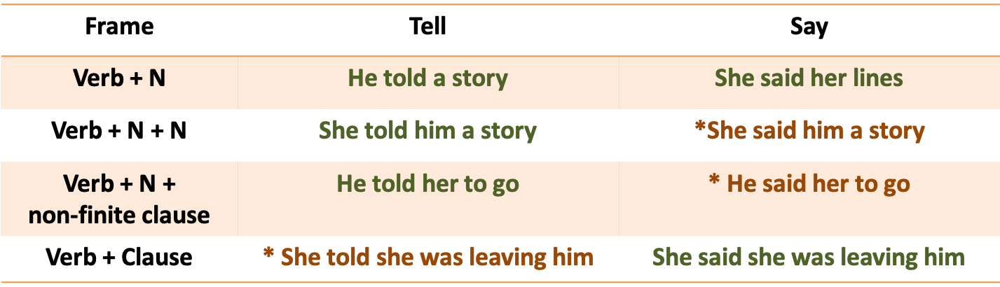 Frame Tell Say
Verb + N He told a story She said her lines
Verb + N + N She told him a story *She said him a story
Verb + N + He told her to go * He said her to go
non-finite clause
Verb + Clause * She told she was leaving him She said she was leaving him